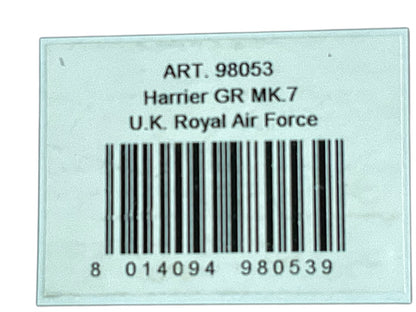 ART. 98053
Harrier GR MK.7
U.K. Royal Air Force
8 014094 980539